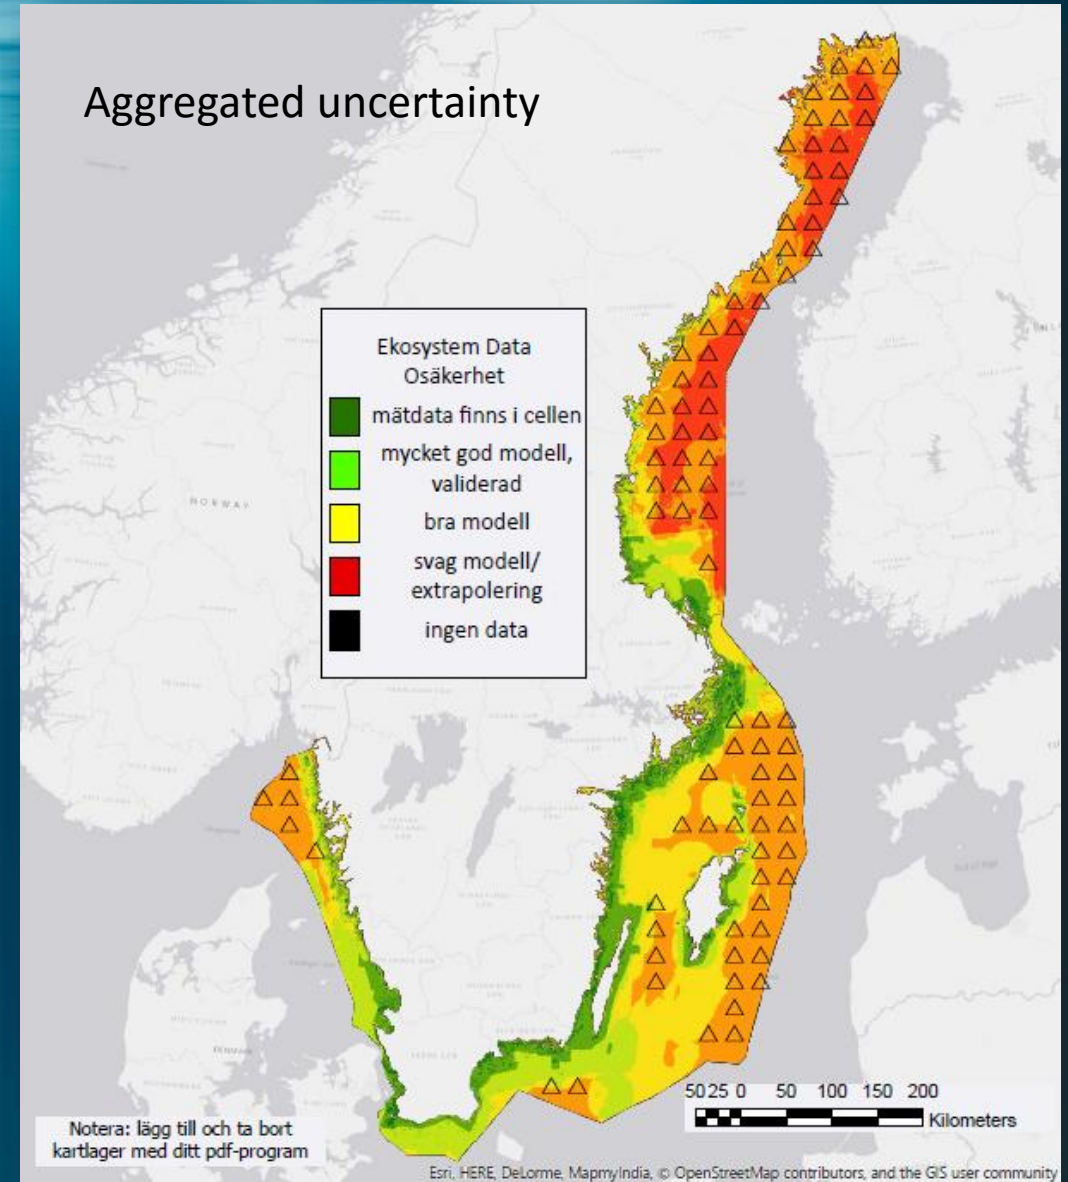 Aggregated uncertainty
Ekosystem Data
Osäkerhet
mätdata finns i cellen
mycket god modell,
validerad
bra modell
svag modell/
extrapolering
ingen data
NORWAY
50 25 0 50 100 150 200
Kilometers
Notera: lägg till och ta bort
kartlager med ditt pdf-program
Esri, HERE, DeLorme, MapmyIndia, © OpenStreetMap contributors, and the GIS user community